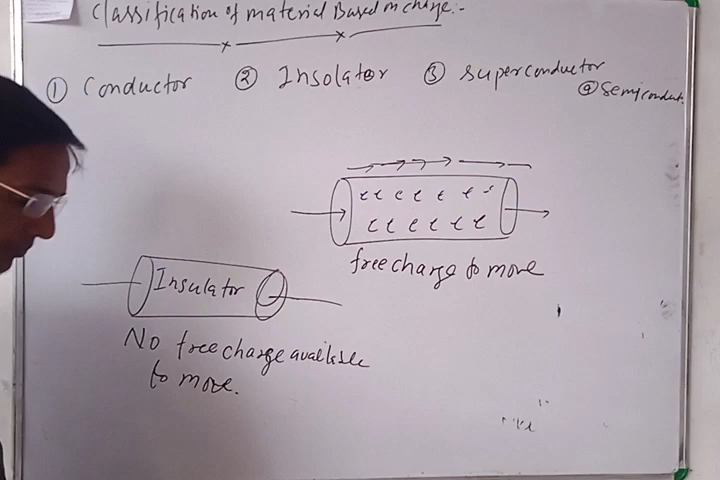 Classification of material Based on charge:-
① Conductor ② Insolator ③ superconductor
④ Semiconduct.
e e e e e e e
e e e e e e
free charge to move
Insulator
No free charge available
to move.